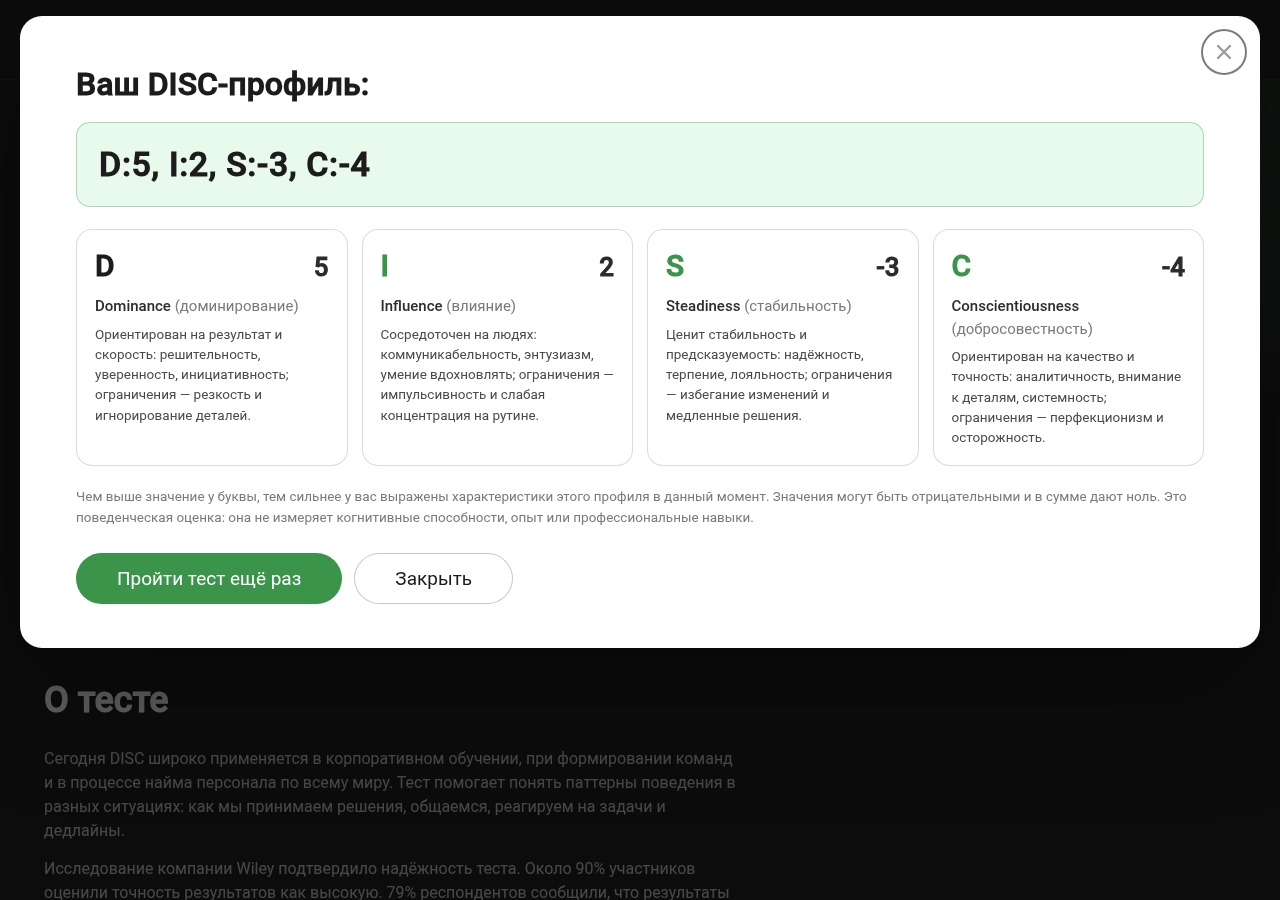 Ваш DISC-профиль:
D:5, I:2, S:-3, C:-4
D 5
Dominance (доминирование)
Ориентирован на результат и
скорость: решительность,
уверенность, инициативность;
ограничения — резкость и
игнорирование деталей.
I 2
Influence (влияние)
Сосредоточен на людях:
коммуникабельность, энтузиазм,
умение вдохновлять; ограничения —
импульсивность и слабая
концентрация на рутине.
S -3
Steadiness (стабильность)
Ценит стабильность и
предсказуемость: надёжность,
терпение, лояльность; ограничения
— избегание изменений и
медленные решения.
C -4
Conscientiousness
(добросовестность)
Ориентирован на качество и
точность: аналитичность, внимание
к деталям, системность;
ограничения — перфекционизм и
осторожность.
Чем выше значение у буквы, тем сильнее у вас выражены характеристики этого профиля в данный момент. Значения могут быть отрицательными и в сумме дают ноль. Это
поведенческая оценка: она не измеряет когнитивные способности, опыт или профессиональные навыки.
Пройти тест ещё раз
Закрыть
О тесте
Сегодня DISC широко применяется в корпоративном обучении, при формировании команд
и в процессе найма персонала по всему миру. Тест помогает понять паттерны поведения в
разных ситуациях: как мы принимаем решения, общаемся, реагируем на задачи и
дедлайны.
Исследование компании Wiley подтвердило надёжность теста. Около 90% участников
оценили точность результатов как высокую. 79% респондентов сообщили, что результаты